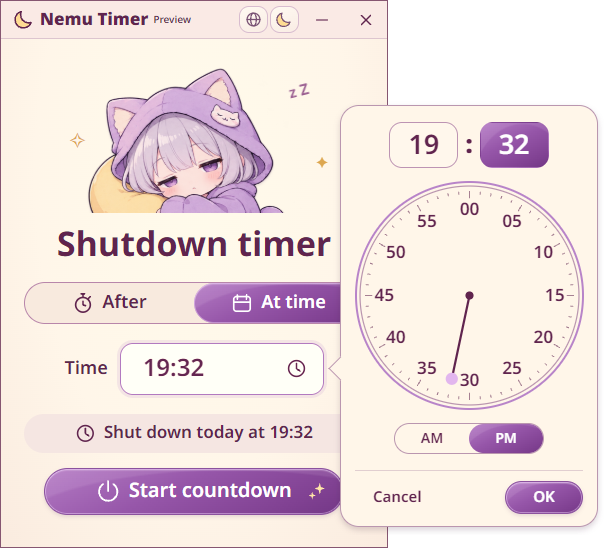 Nemu Timer Preview
z Z
Shutdown timer
After
At time
Time
19:32
Shut down today at 19:32
Start countdown
19 : 32
00
05
10
15
20
25
30
35
40
45
50
55
AM
PM
Cancel
OK